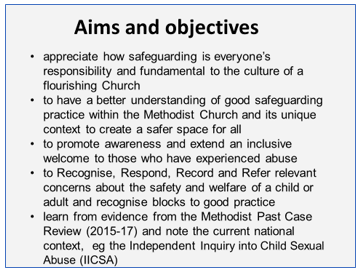 Aims and objectives
• appreciate how safeguarding is everyone's
responsibility and fundamental to the culture of a
flourishing Church
• to have a better understanding of good safeguarding
practice within the Methodist Church and its unique
context to create a safer space for all
• to promote awareness and extend an inclusive
welcome to those who have experienced abuse
• to Recognise, Respond, Record and Refer relevant
concerns about the safety and welfare of a child or
adult and recognise blocks to good practice
• learn from evidence from the Methodist Past Case
Review (2015-17) and note the current national
context, eg the Independent Inquiry into Child Sexual
Abuse (IICSA)